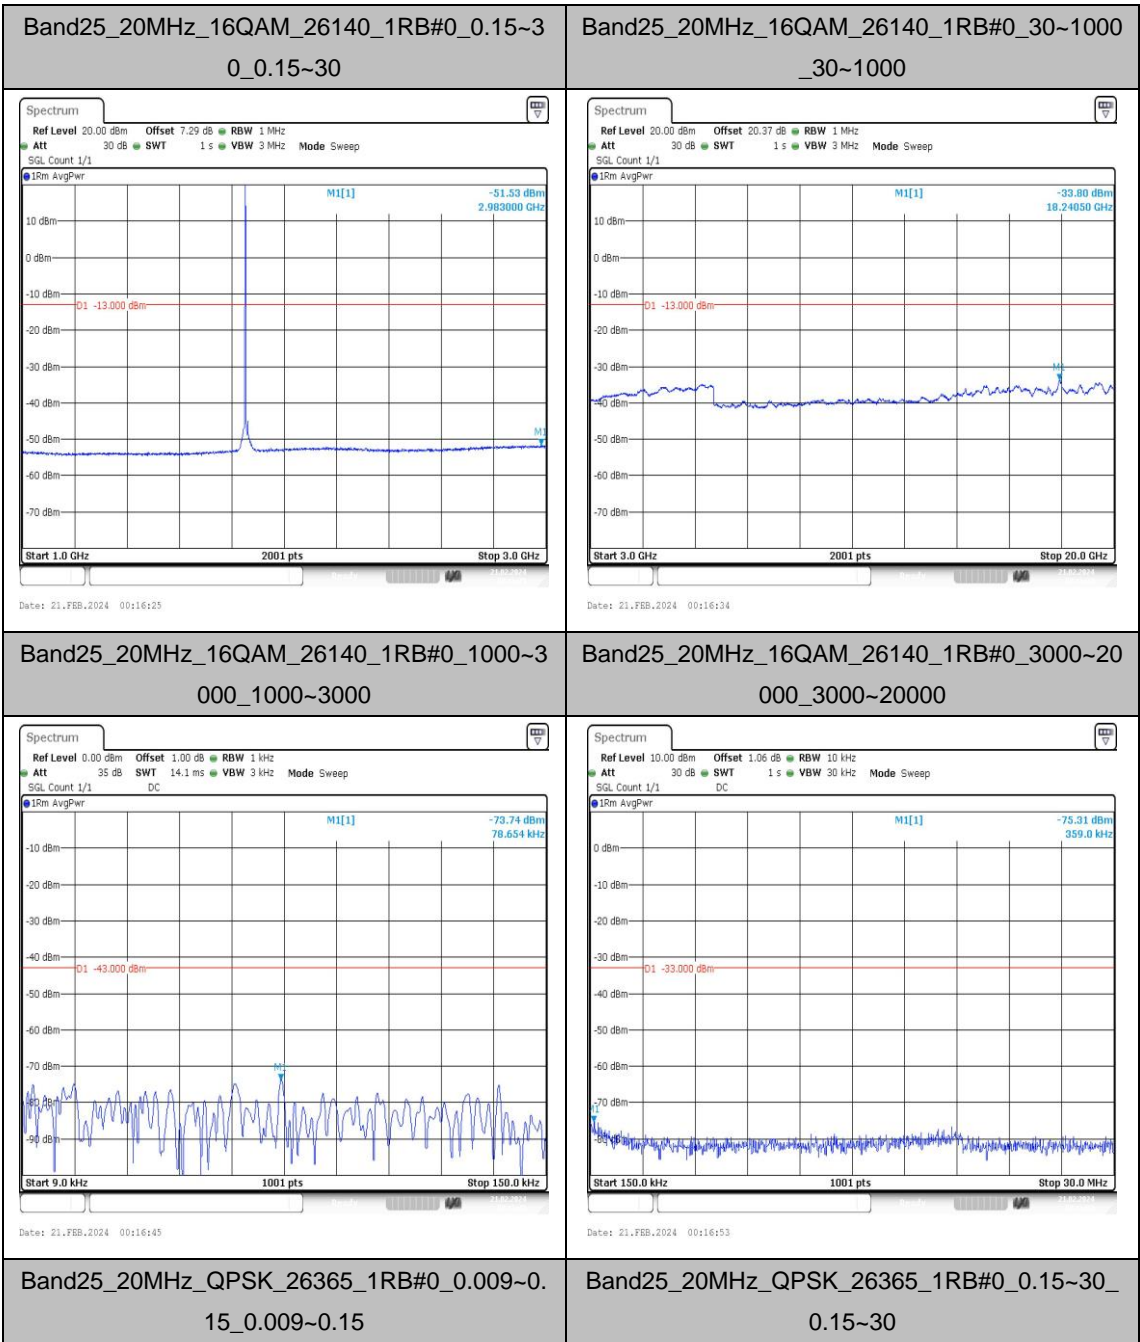 Band25_20MHz_16QAM_26140_1RB#0_0.15~3
0_0.15~30
Band25_20MHz_16QAM_26140_1RB#0_30~1000
_30~1000
Spectrum
Ref Level 20.00 dBm Offset 7.29 dB RBW 1 MHz
Att 30 dB SWT 1 s VBW 3 MHz Mode Sweep
SGL Count 1/1
1Rm AvgPwr
M1[1] -51.53 dBm
2.983000 GHz
10 dBm
0 dBm
-10 dBm
D1 -13.000 dBm
-20 dBm
-30 dBm
-40 dBm
-50 dBm
M1
-60 dBm
-70 dBm
Start 1.0 GHz 2001 pts Stop 3.0 GHz
Date: 21.FEB.2024 00:16:25
Spectrum
Ref Level 20.00 dBm Offset 20.37 dB RBW 1 MHz
Att 30 dB SWT 1 s VBW 3 MHz Mode Sweep
SGL Count 1/1
1Rm AvgPwr
M1[1] -33.80 dBm
18.24050 GHz
10 dBm
0 dBm
-10 dBm
D1 -13.000 dBm
-20 dBm
-30 dBm
M1
-40 dBm
-50 dBm
-60 dBm
-70 dBm
Start 3.0 GHz 2001 pts Stop 20.0 GHz
Date: 21.FEB.2024 00:16:34
Band25_20MHz_16QAM_26140_1RB#0_1000~3
000_1000~3000
Band25_20MHz_16QAM_26140_1RB#0_3000~20
000_3000~20000
Spectrum
Ref Level 0.00 dBm Offset 1.00 dB RBW 1 kHz
Att 35 dB SWT 14.1 ms VBW 3 kHz Mode Sweep
SGL Count 1/1 DC
1Rm AvgPwr
M1[1] -73.74 dBm
78.654 kHz
-10 dBm
-20 dBm
-30 dBm
-40 dBm
D1 -43.000 dBm
-50 dBm
-60 dBm
-70 dBm
M1
-80 dBm
-90 dBm
Start 9.0 kHz 1001 pts Stop 150.0 kHz
Date: 21.FEB.2024 00:16:45
Spectrum
Ref Level 10.00 dBm Offset 1.06 dB RBW 10 kHz
Att 30 dB SWT 1 s VBW 30 kHz Mode Sweep
SGL Count 1/1 DC
1Rm AvgPwr
M1[1] -75.31 dBm
359.0 kHz
0 dBm
-10 dBm
-20 dBm
-30 dBm
D1 -33.000 dBm
-40 dBm
-50 dBm
-60 dBm
-70 dBm
M1
-80 dBm
Start 150.0 kHz 1001 pts Stop 30.0 MHz
Date: 21.FEB.2024 00:16:53
Band25_20MHz_QPSK_26365_1RB#0_0.009~0.
15_0.009~0.15
Band25_20MHz_QPSK_26365_1RB#0_0.15~30_
0.15~30